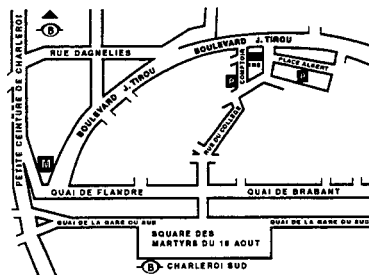 B
RUE DAGNELIES
BOULEVARD J. TIROU
COMPTOIR
PLACE ALBERT
P
P
PETITE CEINTURE DE CHARLEROI
BOULEVARD J. TIROU
RUE DU COLLEGE
QUAI DE FLANDRE
QUAI DE BRABANT
QUAI DE LA GARE DU SUD
QUAI DE LA GARE DU SUD
SQUARE DES
MARTYRS DU 18 AOUT
B CHARLEROI SUD